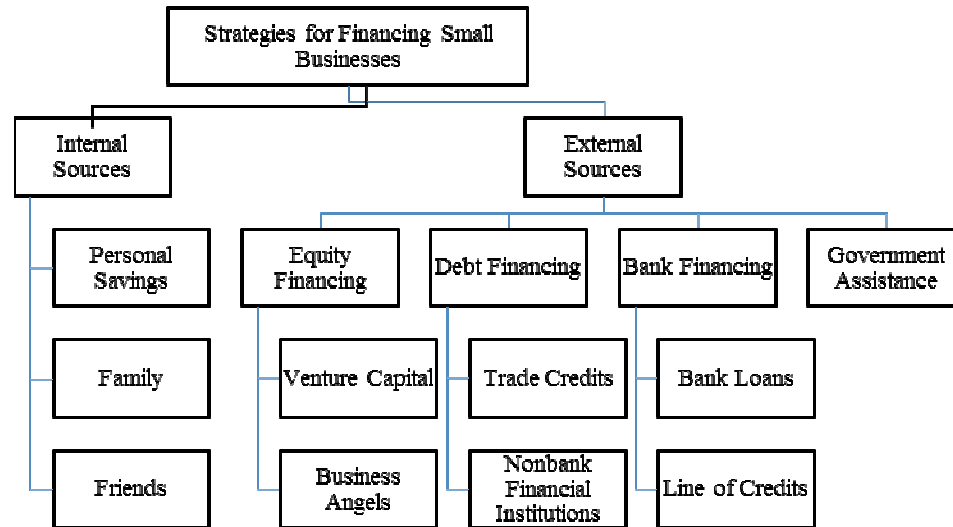 Strategies for Financing Small
Businesses
Internal
Sources
External
Sources
Personal
Savings
Equity
Financing
Debt Financing
Bank Financing
Government
Assistance
Family
Venture Capital
Trade Credits
Bank Loans
Friends
Business
Angels
Nonbank
Financial
Institutions
Line of Credits